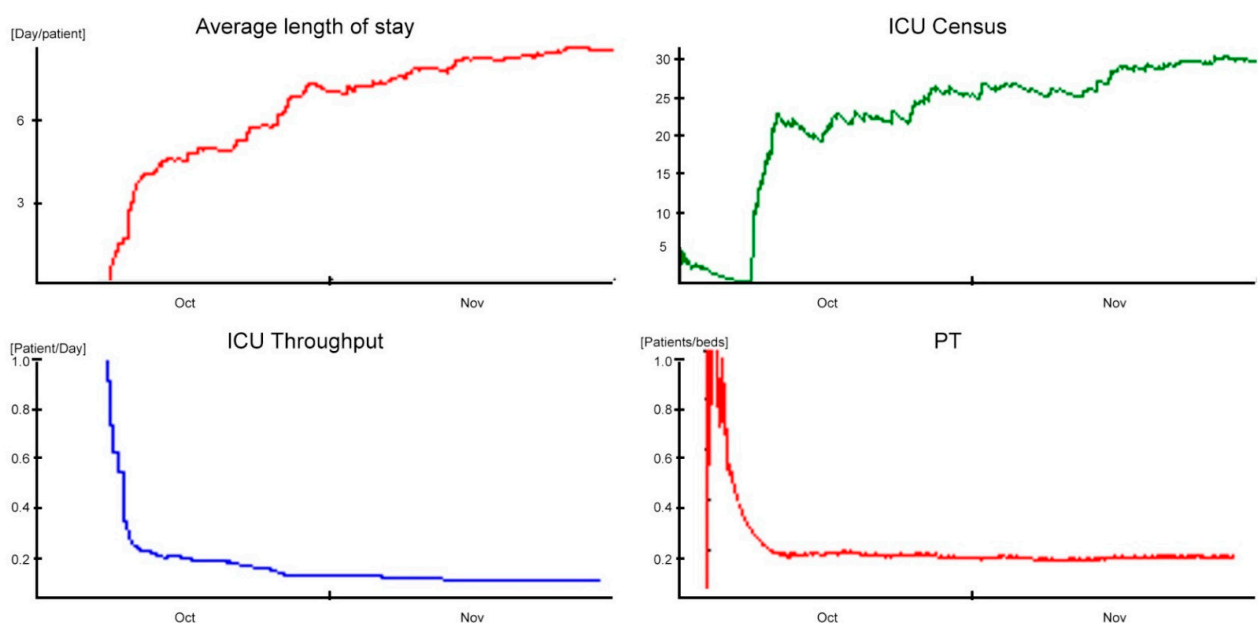 Average length of stay
[Day/patient]
6
3
Oct
Nov
ICU Census
30
25
20
15
10
5
Oct
Nov
ICU Throughput
[Patient/Day]
1.0
0.8
0.6
0.4
0.2
Oct
Nov
PT
[Patients/beds]
1.0
0.8
0.6
0.4
0.2
Oct
Nov